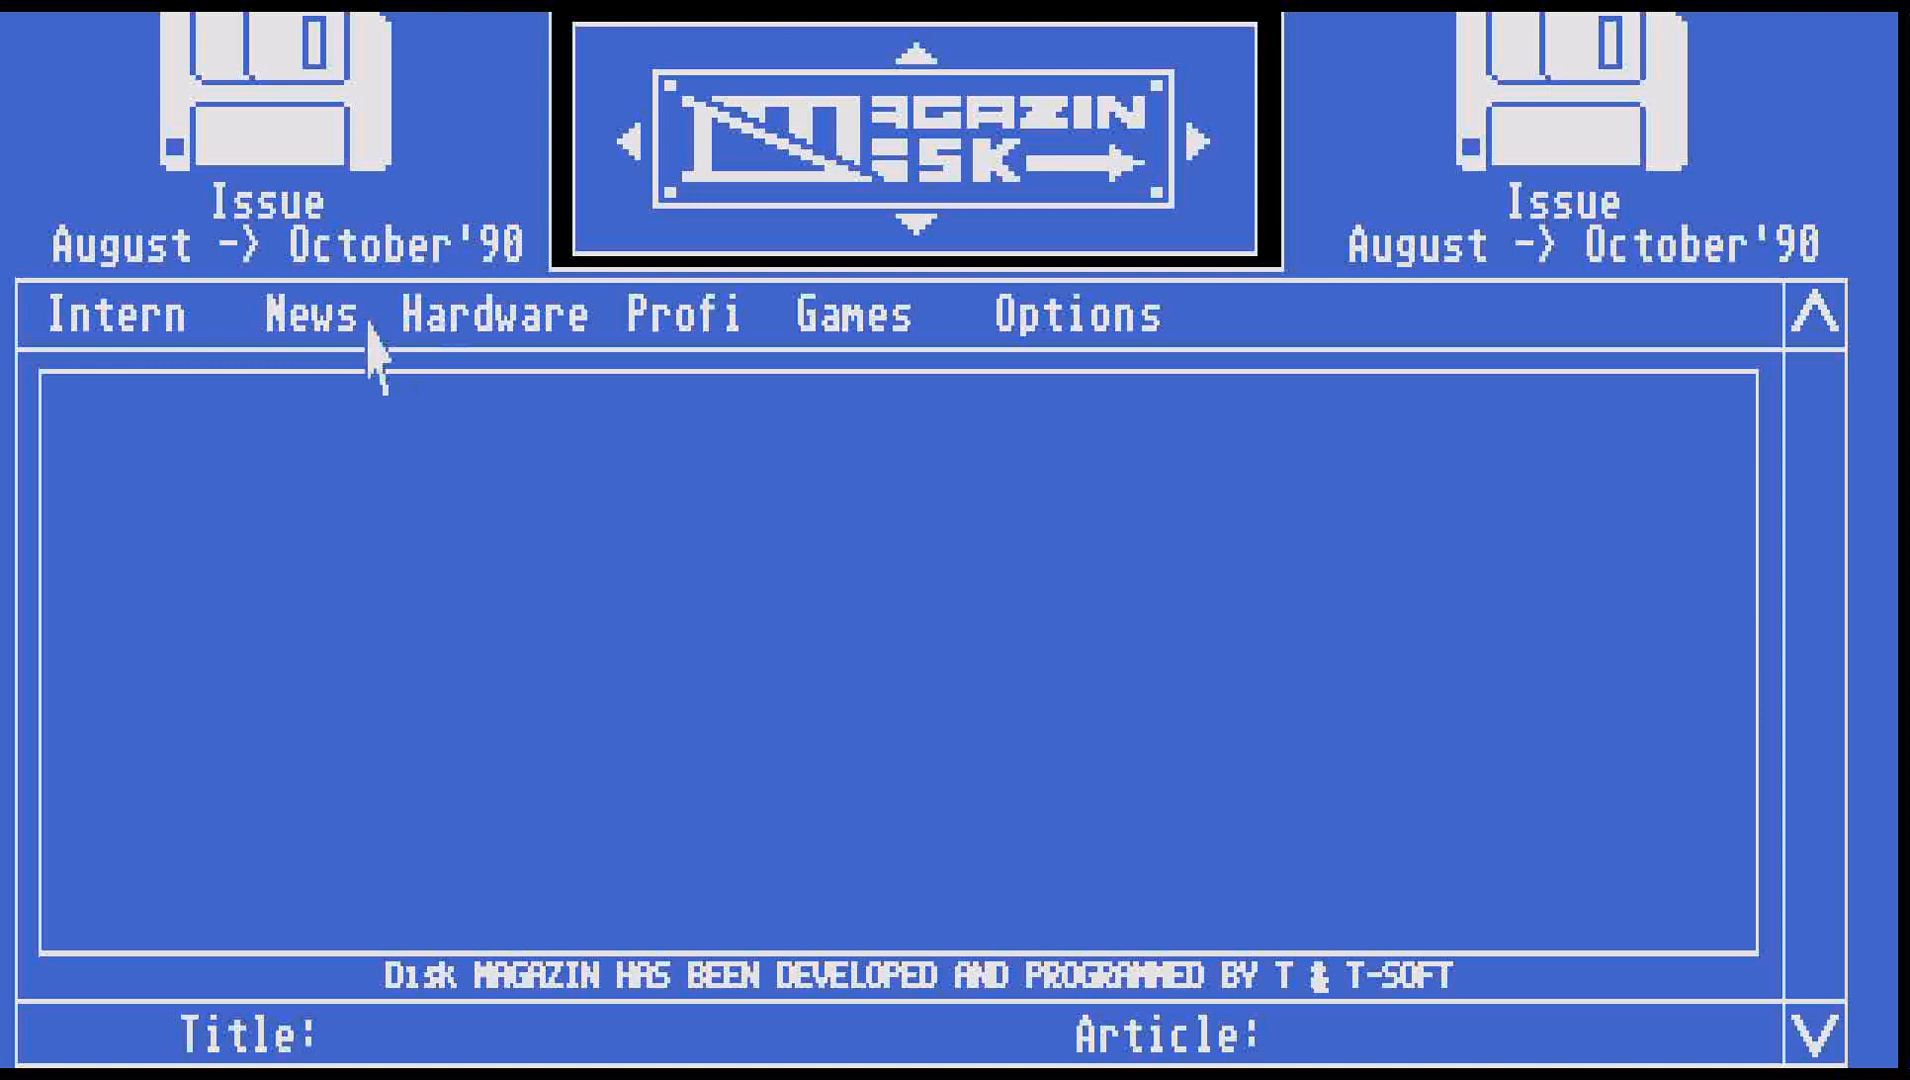 MAGAZIN
DISK
Issue
August -> October'90
Issue
August -> October'90
Intern News Hardware Profi Games Options
Disk MAGAZIN HAS BEEN DEVELOPED AND PROGRAMMED BY T & T-SOFT
Title: Article: